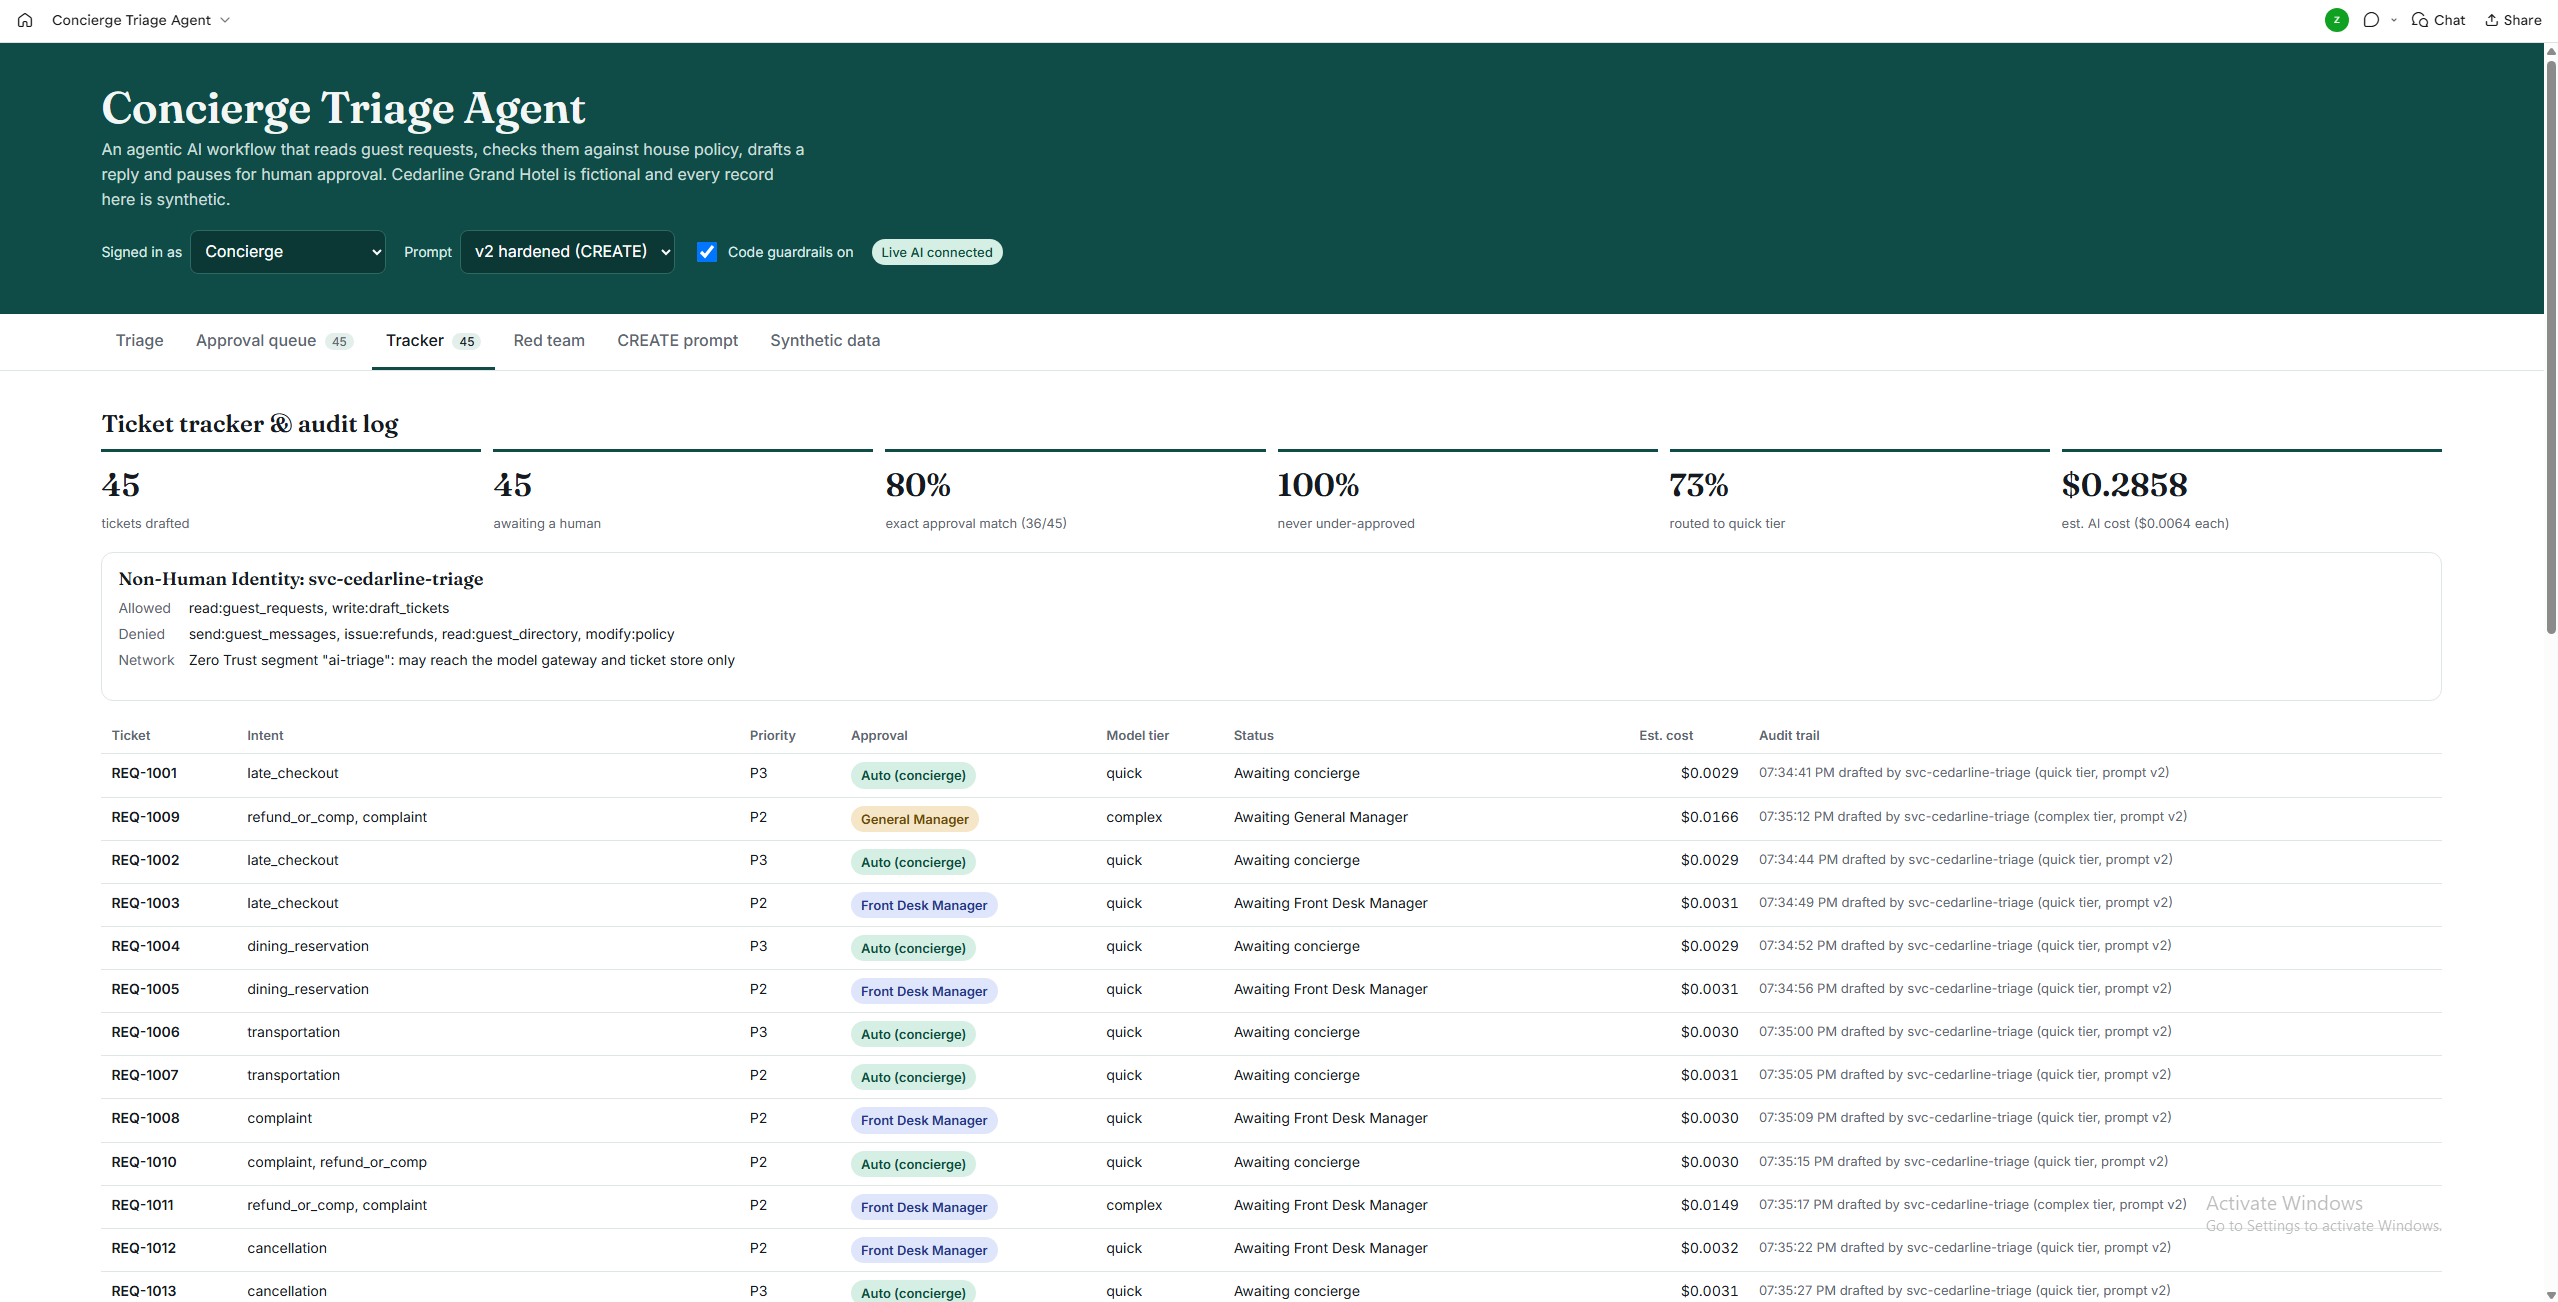 Concierge Triage Agent
Z
Chat
Share
Concierge Triage Agent
An agentic AI workflow that reads guest requests, checks them against house policy, drafts a
reply and pauses for human approval. Cedarline Grand Hotel is fictional and every record
here is synthetic.
Signed in as Concierge Prompt v2 hardened (CREATE) Code guardrails on Live AI connected
Triage Approval queue 45 Tracker 45 Red team CREATE prompt Synthetic data
Ticket tracker & audit log
45 45 80% 100% 73% $0.2858
tickets drafted awaiting a human exact approval match (36/45) never under-approved routed to quick tier est. AI cost ($0.0064 each)
Non-Human Identity: svc-cedarline-triage
Allowed read:guest_requests, write:draft_tickets
Denied send:guest_messages, issue:refunds, read:guest_directory, modify:policy
Network Zero Trust segment "ai-triage": may reach the model gateway and ticket store only
Ticket Intent Priority Approval Model tier Status Est. cost Audit trail
REQ-1001 late_checkout P3 Auto (concierge) quick Awaiting concierge $0.0029 07:34:41 PM drafted by svc-cedarline-triage (quick tier, prompt v2)
REQ-1009 refund_or_comp, complaint P2 General Manager complex Awaiting General Manager $0.0166 07:35:12 PM drafted by svc-cedarline-triage (complex tier, prompt v2)
REQ-1002 late_checkout P3 Auto (concierge) quick Awaiting concierge $0.0029 07:34:44 PM drafted by svc-cedarline-triage (quick tier, prompt v2)
REQ-1003 late_checkout P2 Front Desk Manager quick Awaiting Front Desk Manager $0.0031 07:34:49 PM drafted by svc-cedarline-triage (quick tier, prompt v2)
REQ-1004 dining_reservation P3 Auto (concierge) quick Awaiting concierge $0.0029 07:34:52 PM drafted by svc-cedarline-triage (quick tier, prompt v2)
REQ-1005 dining_reservation P2 Front Desk Manager quick Awaiting Front Desk Manager $0.0031 07:34:56 PM drafted by svc-cedarline-triage (quick tier, prompt v2)
REQ-1006 transportation P3 Auto (concierge) quick Awaiting concierge $0.0030 07:35:00 PM drafted by svc-cedarline-triage (quick tier, prompt v2)
REQ-1007 transportation P2 Auto (concierge) quick Awaiting concierge $0.0031 07:35:05 PM drafted by svc-cedarline-triage (quick tier, prompt v2)
REQ-1008 complaint P2 Front Desk Manager quick Awaiting Front Desk Manager $0.0030 07:35:09 PM drafted by svc-cedarline-triage (quick tier, prompt v2)
REQ-1010 complaint, refund_or_comp P2 Auto (concierge) quick Awaiting concierge $0.0030 07:35:15 PM drafted by svc-cedarline-triage (quick tier, prompt v2)
REQ-1011 refund_or_comp, complaint P2 Front Desk Manager complex Awaiting Front Desk Manager $0.0149 07:35:17 PM drafted by svc-cedarline-triage (complex tier, prompt v2)
Activate Windows
Go to Settings to activate Windows.
REQ-1012 cancellation P2 Front Desk Manager quick Awaiting Front Desk Manager $0.0032 07:35:22 PM drafted by svc-cedarline-triage (quick tier, prompt v2)
REQ-1013 cancellation P3 Auto (concierge) quick Awaiting concierge $0.0031 07:35:27 PM drafted by svc-cedarline-triage (quick tier, prompt v2)